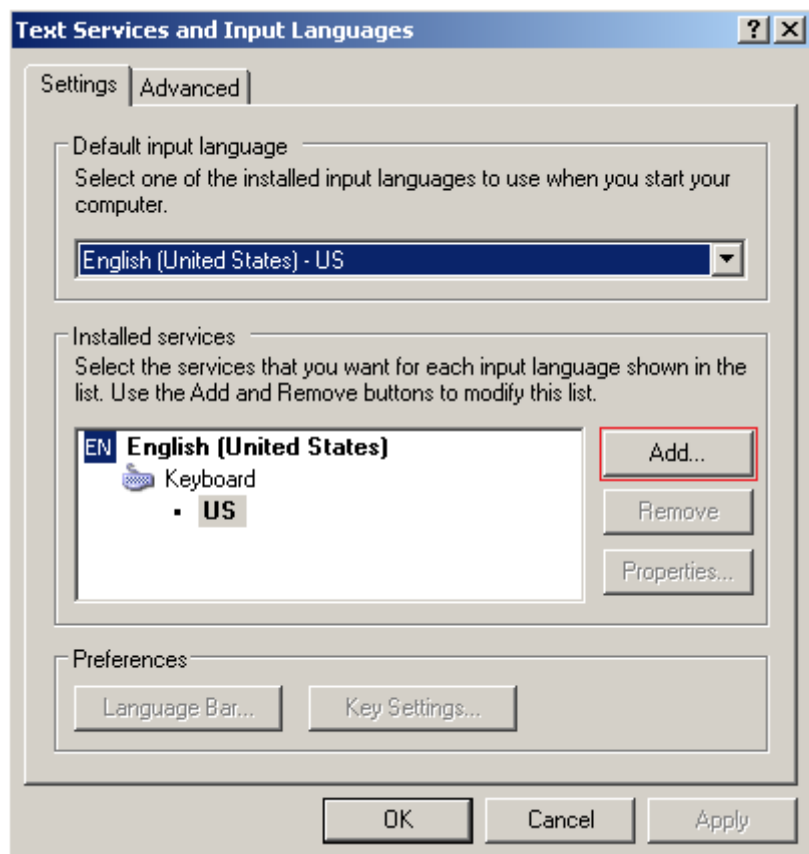 Text Services and Input Languages
Settings
Advanced
Default input language
Select one of the installed input languages to use when you start your
computer.
English (United States) - US
Installed services
Select the services that you want for each input language shown in the
list. Use the Add and Remove buttons to modify this list.
EN English (United States)
Keyboard
US
Add...
Remove
Properties...
Preferences
Language Bar...
Key Settings...
OK
Cancel
Apply